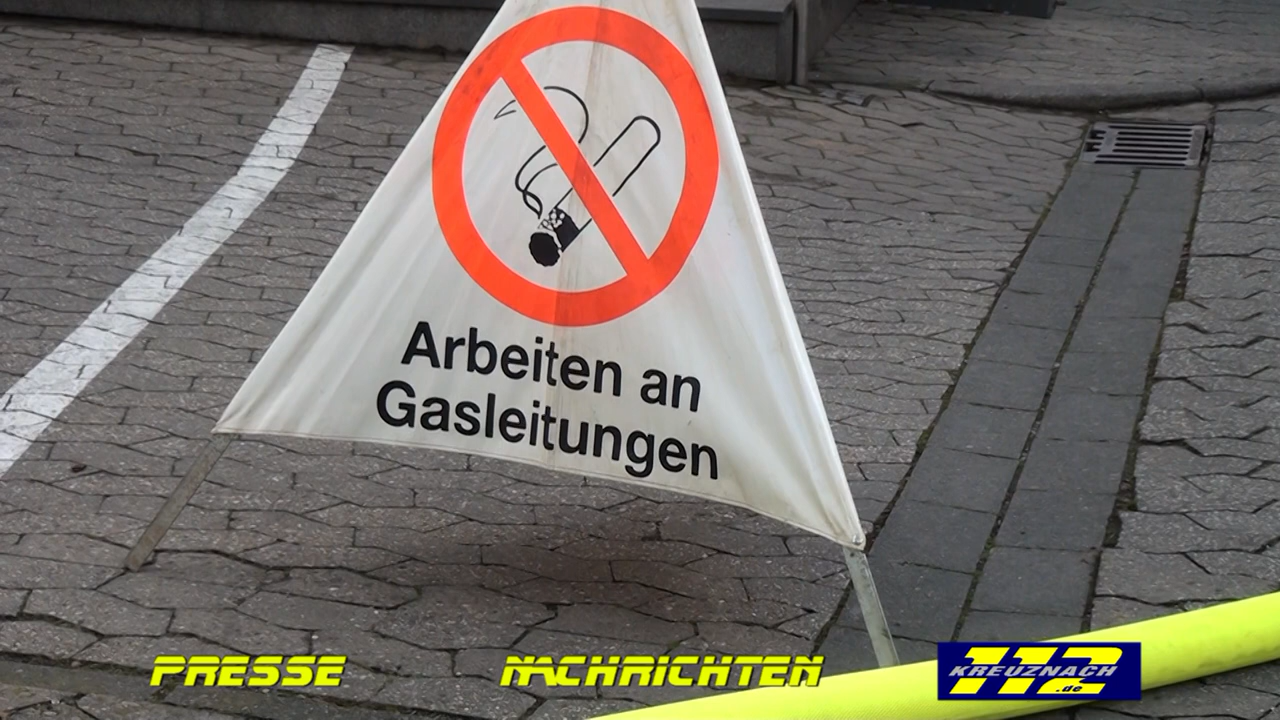 Arbeiten an
Gasleitungen
PRESSE NACHRICHTEN
112
KREUZNACH
.de